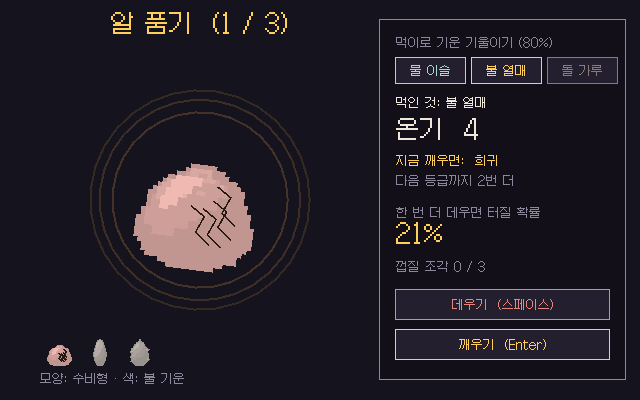 알 품기 (1 / 3)
먹이로 기운 기울이기 (80%)
물 이슬 불 열매 돌 가루
먹인 것: 불 열매
온기 4
지금 깨우면: 희귀
다음 등급까지 2번 더
한 번 더 데우면 터질 확률
21%
껍질 조각 0 / 3
데우기 (스페이스)
깨우기 (Enter)
모양: 수비형 · 색: 불 기운